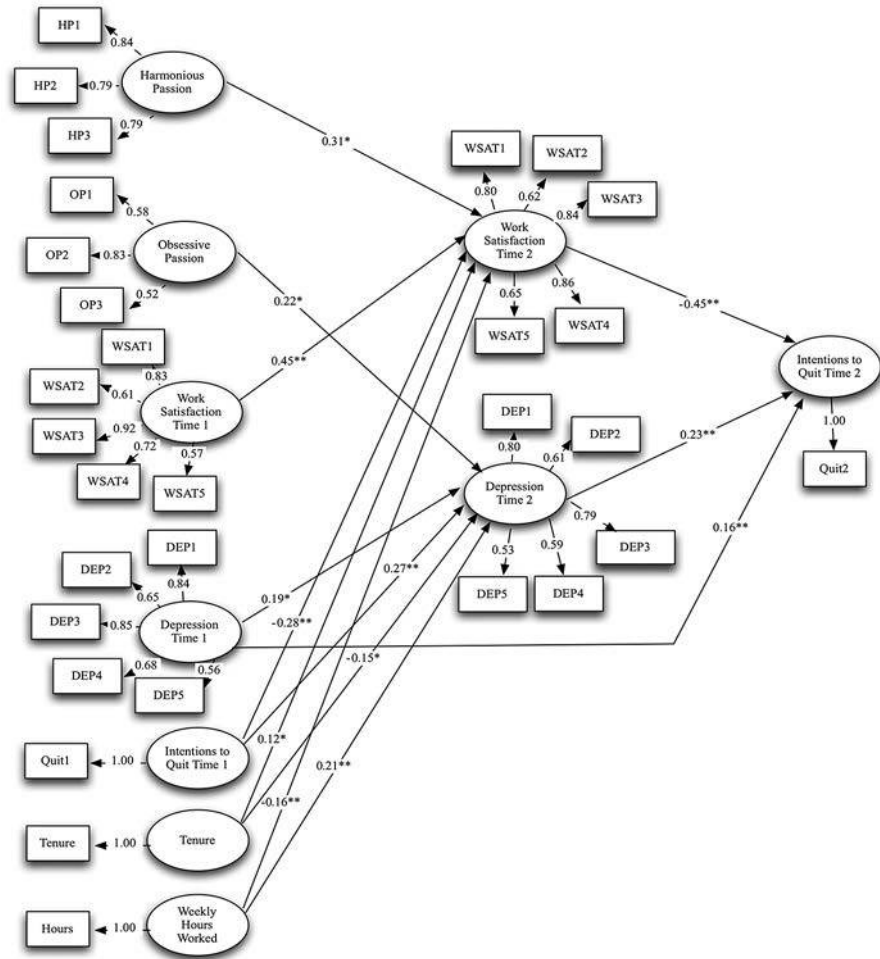 HP1
0.84
HP2
0.79
HP3
0.79
Harmonious
Passion
0.31*
OP1
0.58
OP2
0.83
OP3
0.52
Obsessive
Passion
0.22*
WSAT1
0.83
WSAT2
0.61
WSAT3
0.92
WSAT4
0.72
WSAT5
0.57
Work
Satisfaction
Time 1
0.45**
WSAT1
0.80
WSAT2
0.62
WSAT3
0.84
Work
Satisfaction
Time 2
WSAT4
0.86
WSAT5
0.65
-0.45**
Intentions to
Quit Time 2
1.00
Quit2
DEP1
0.80
DEP2
0.61
DEP3
0.79
DEP4
0.59
DEP5
0.53
Depression
Time 2
0.23**
0.16**
DEP1
0.84
DEP2
0.65
DEP3
0.85
DEP4
0.68
DEP5
0.56
Depression
Time 1
0.19*
-0.28**
0.27**
-0.15*
0.12*
0.21**
-0.16**
Quit1
1.00
Intentions to
Quit Time 1
Tenure
1.00
Tenure
Hours
1.00
Weekly
Hours
Worked